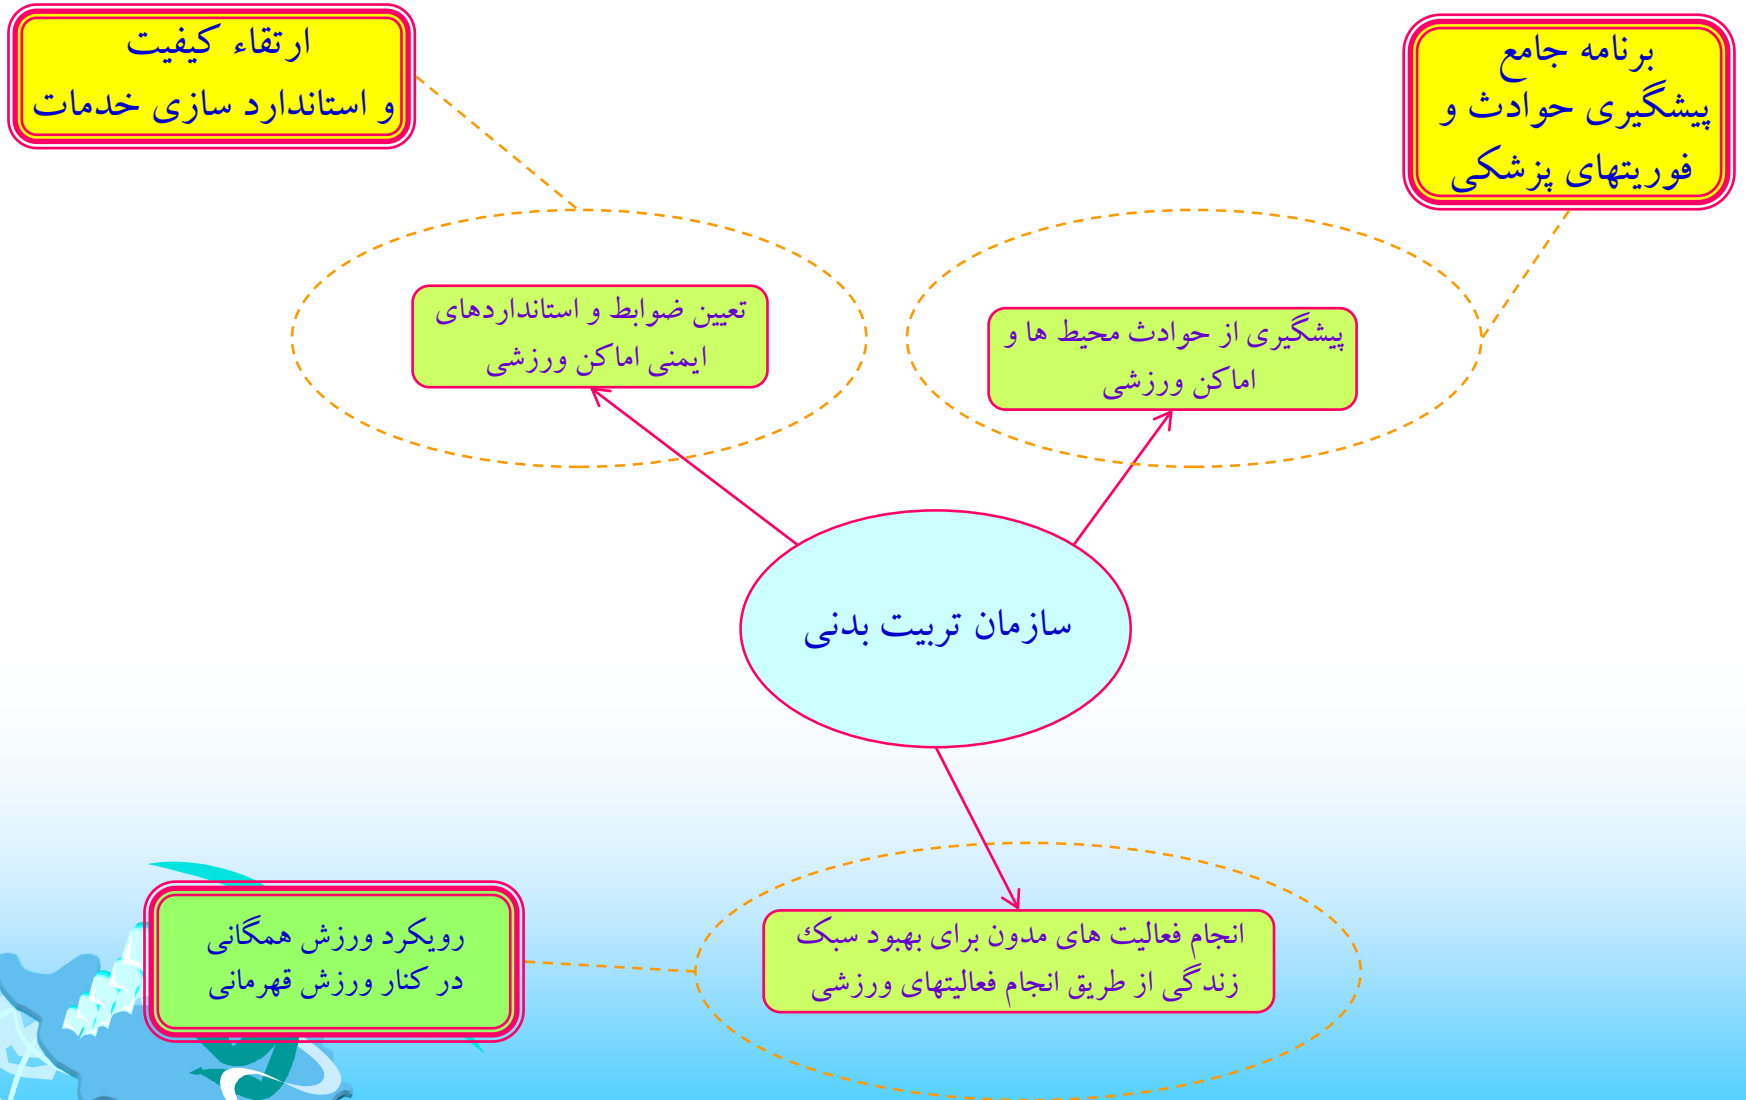 برنامه جامع
پیشگیری حوادث و
فوریتهای پزشکی
ارتقاء کیفیت
و استاندارد سازی خدمات
پیشگیری از حوادث محیط ها و
اماکن ورزشی
تعیین ضوابط و استانداردهای
ایمنی اماکن ورزشی
سازمان تربیت بدنی
انجام فعالیت های مدون برای بهبود سبک
زندگی از طریق انجام فعالیتهای ورزشی
رویکرد ورزش همگانی
در کنار ورزش قهرمانی